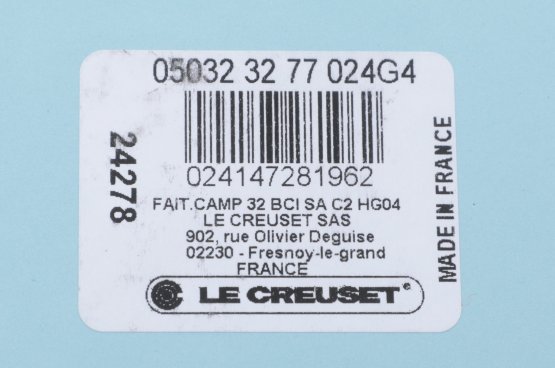 05032 32 77 024G4
024147281962
FAIT.CAMP 32 BCI SA C2 HG04
LE CREUSET SAS
902, rue Olivier Deguise
02230 - Fresnoy-le-grand
FRANCE
LE CREUSET®
24278
MADE IN FRANCE